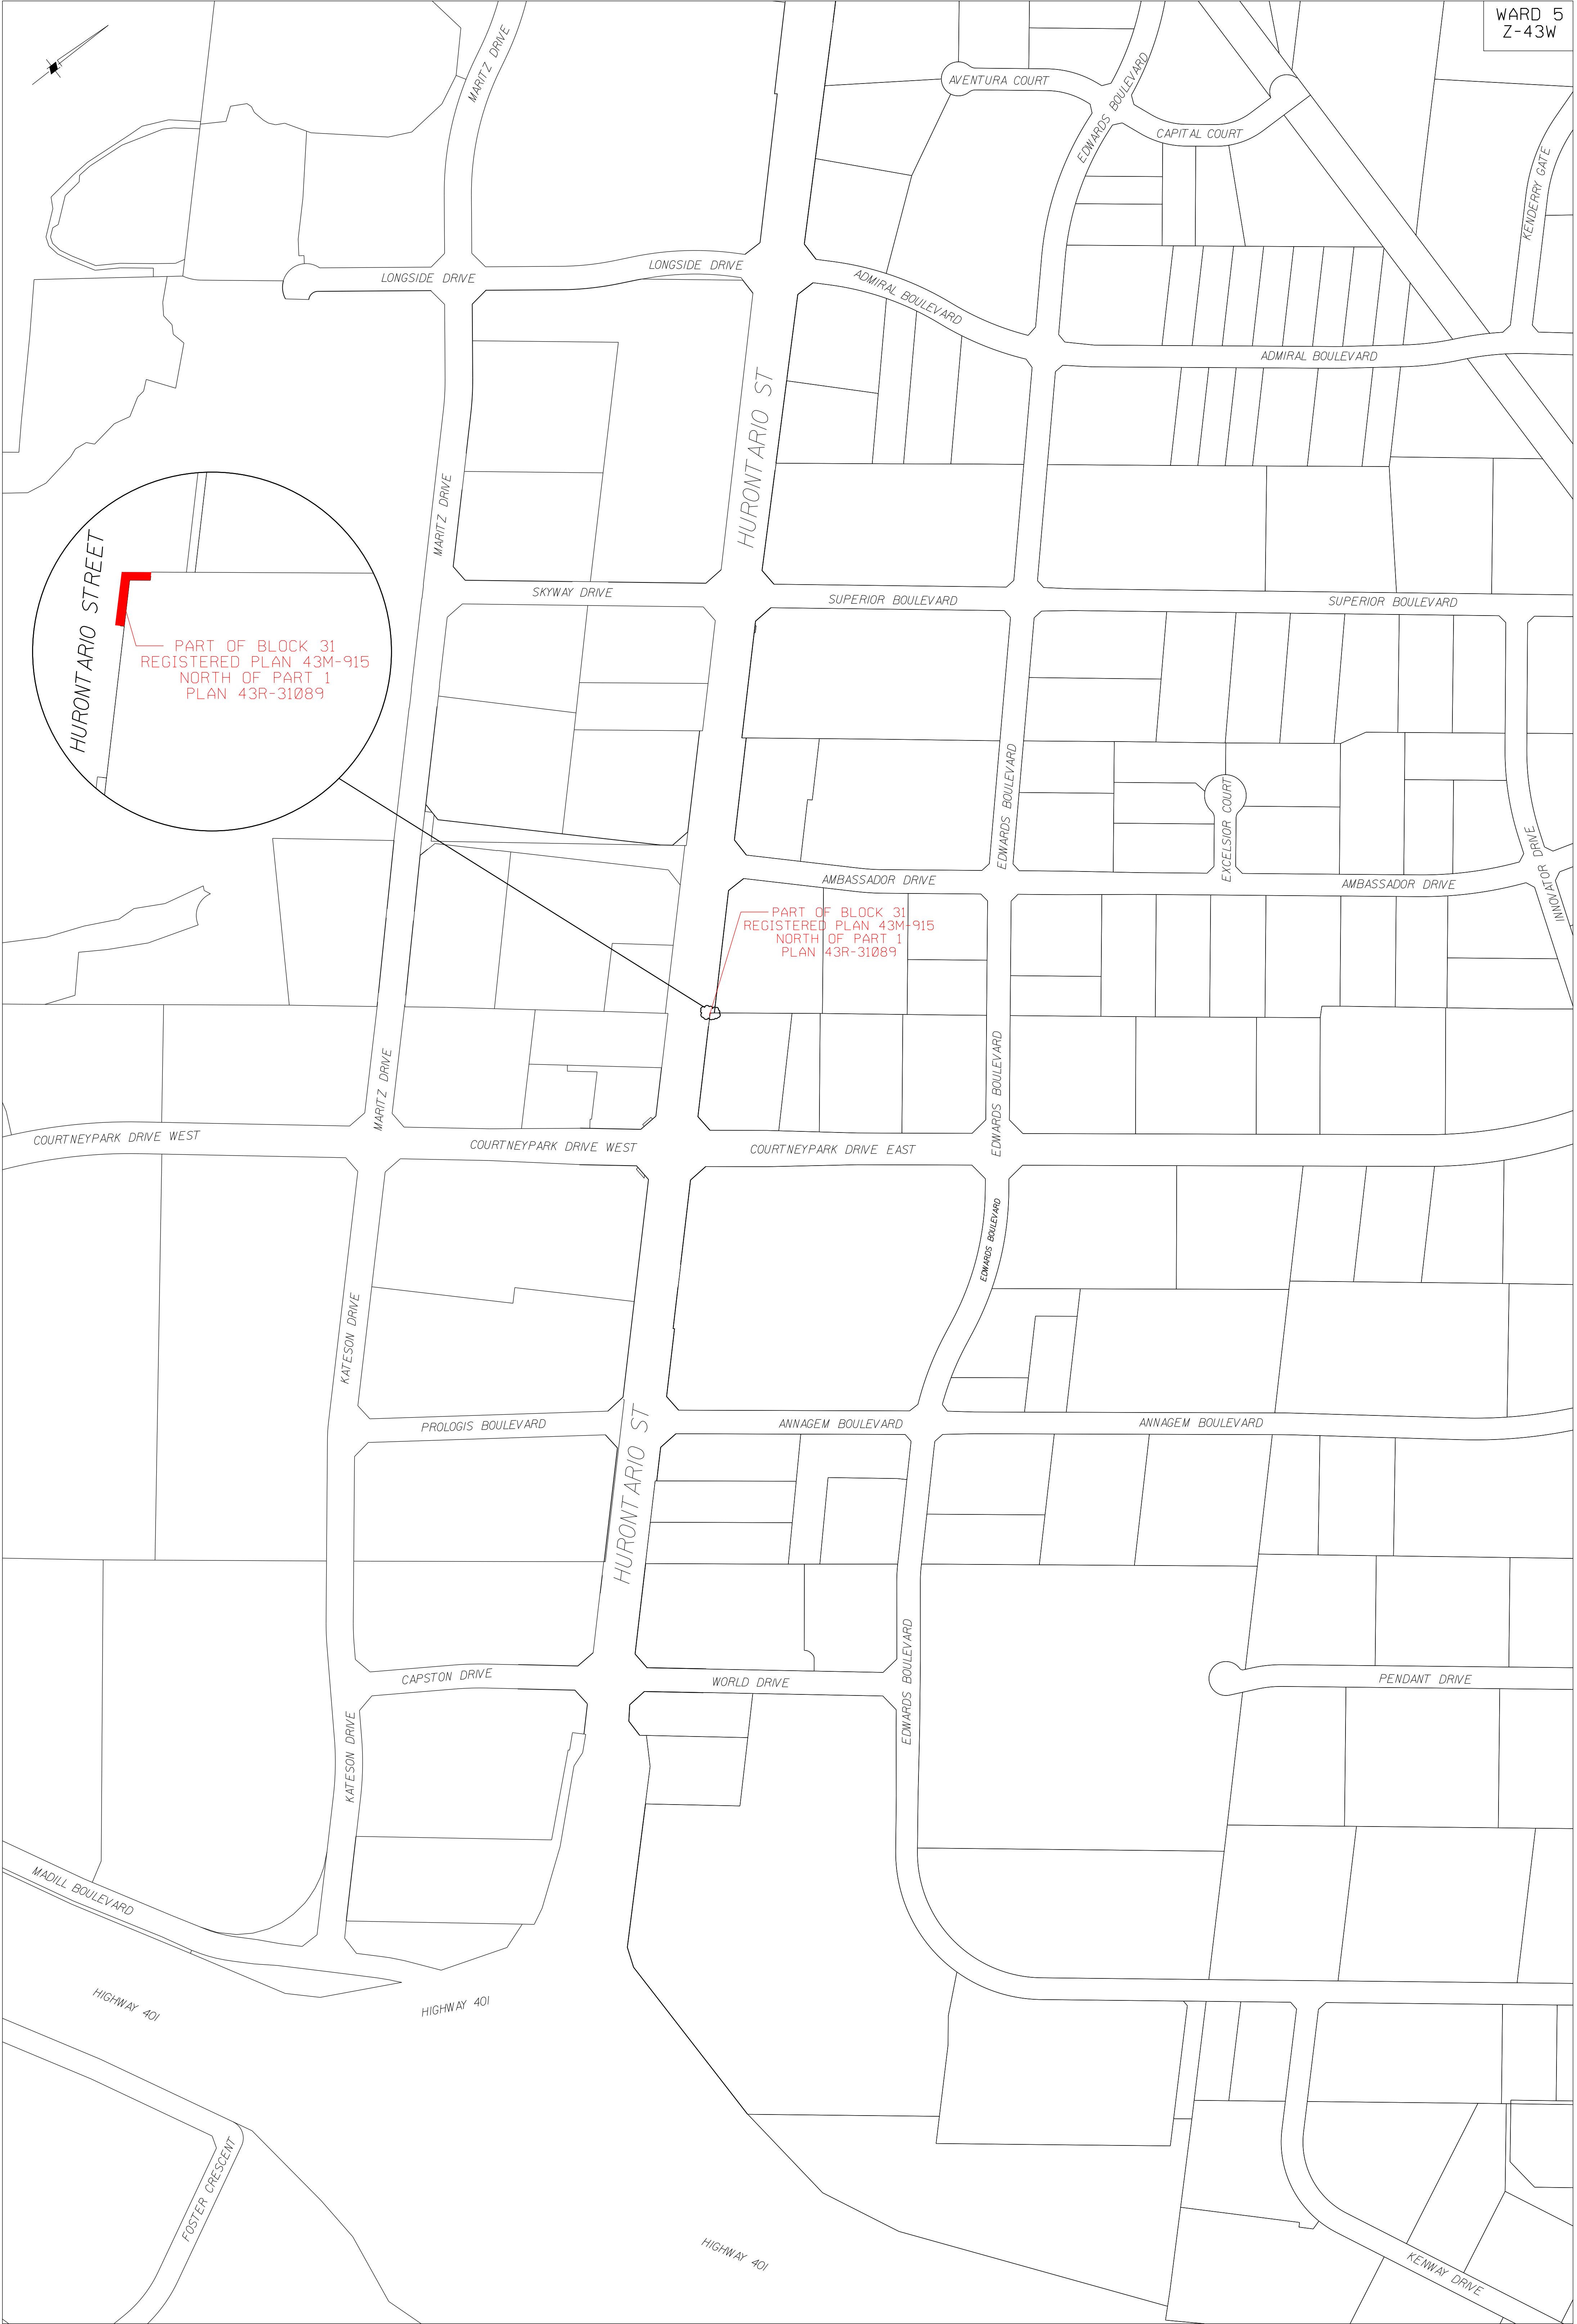 WARD 5
Z-43W
MARITZ DRIVE
AVENTURA COURT
EDWARDS BOULEVARD
CAPITAL COURT
KENDERRY GATE
LONGSIDE DRIVE
LONGSIDE DRIVE
ADMIRAL BOULEVARD
ADMIRAL BOULEVARD
HURONTARIO ST
MARITZ DRIVE
SKYWAY DRIVE
SUPERIOR BOULEVARD
SUPERIOR BOULEVARD
HURONTARIO STREET
PART OF BLOCK 31
REGISTERED PLAN 43M-915
NORTH OF PART 1
PLAN 43R-31089
EDWARDS BOULEVARD
EXCELSIOR COURT
INNOVATOR DRIVE
AMBASSADOR DRIVE
AMBASSADOR DRIVE
PART OF BLOCK 31
REGISTERED PLAN 43M-915
NORTH OF PART 1
PLAN 43R-31089
MARITZ DRIVE
EDWARDS BOULEVARD
COURTNEYPARK DRIVE WEST
COURTNEYPARK DRIVE WEST
COURTNEYPARK DRIVE EAST
EDWARDS BOULEVARD
KATESON DRIVE
PROLOGIS BOULEVARD
ANNAGEM BOULEVARD
ANNAGEM BOULEVARD
HURONTARIO ST
EDWARDS BOULEVARD
CAPSTON DRIVE
WORLD DRIVE
PENDANT DRIVE
KATESON DRIVE
MADILL BOULEVARD
HIGHWAY 401
HIGHWAY 401
FOSTER CRESCENT
HIGHWAY 401
KENWAY DRIVE